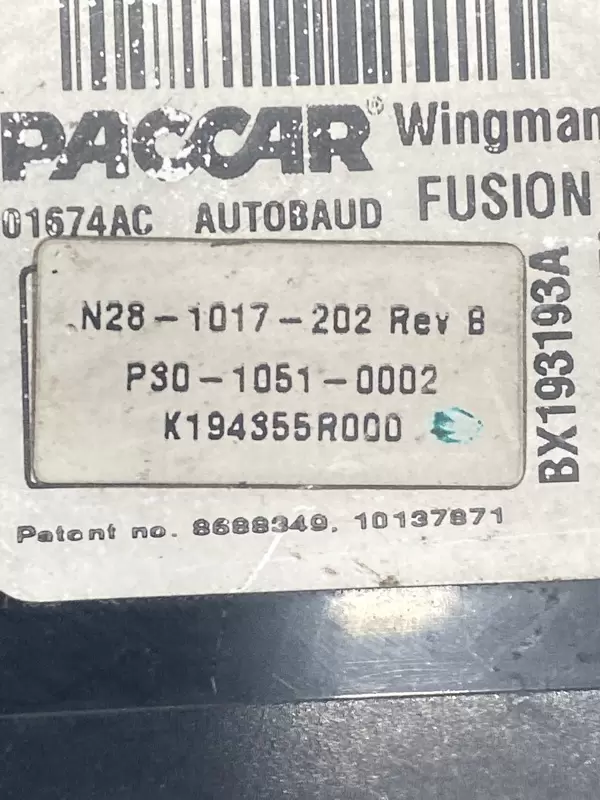 PACCAR® Wingman
01674AC AUTOBAUD FUSION
N28-1017-202 Rev B
P30-1051-0002
K194355R000
BX193193A
Patent no. 8688349, 10137871